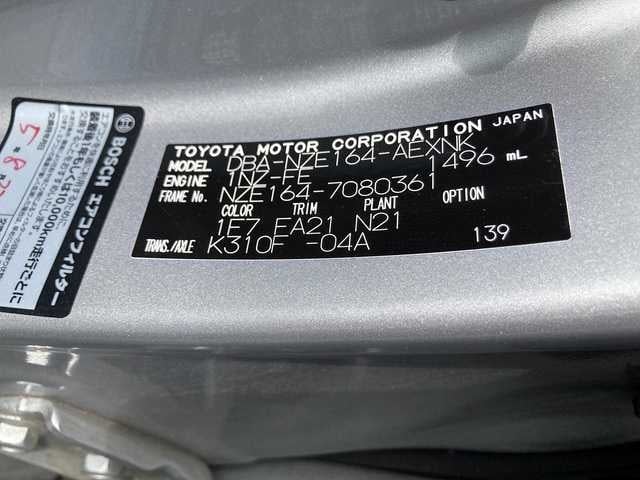 TOYOTA MOTOR CORPORATION JAPAN
MODEL DBA-NZE164-AEXNK
ENGINE 1NZ-FE 1496 mL
FRAME No. NZE164-7080361
COLOR TRIM PLANT OPTION
1E7 EA21 N21
TRANS./AXLE K310F -04A 139
BOSCH エアコンフィルター